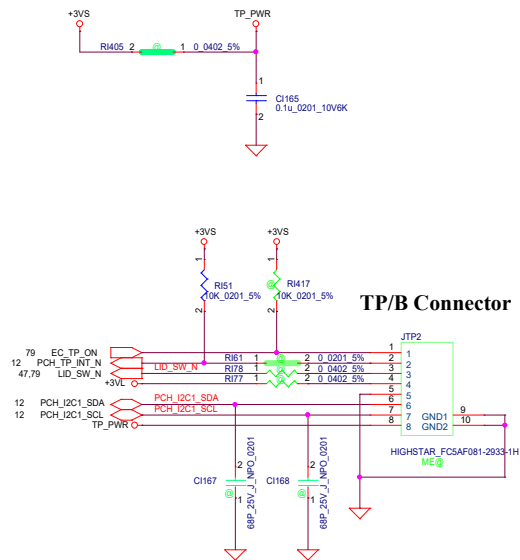 +3VS TP_PWR
RI405 2 @ 1 0_0402_5%
1
CI165
0.1u_0201_10V6K
2
+3VS +3VS
1 1
RI51 @ RI417
10K_0201_5% 10K_0201_5%
2 2
TP/B Connector
JTP2
79 EC_TP_ON 1 1
12 PCH_TP_INT_N RI61 1 @ 2 0_0201_5% 2 2
47,79 LID_SW_N LID_SW_N RI78 1 @ 2 0_0402_5% 3 3
+3VL RI77 1 @ 2 0_0402_5% 4 4
5 5
12 PCH_I2C1_SDA PCH_I2C1_SDA 6 6
12 PCH_I2C1_SCL PCH_I2C1_SCL 7 7 GND1 9
TP_PWR 8 8 GND2 10
HIGHSTAR_FC5AF081-2933-1H
ME@
2 2
CI167 CI168
@ @
1 1
68P_25V_J_NPO_0201 68P_25V_J_NPO_0201